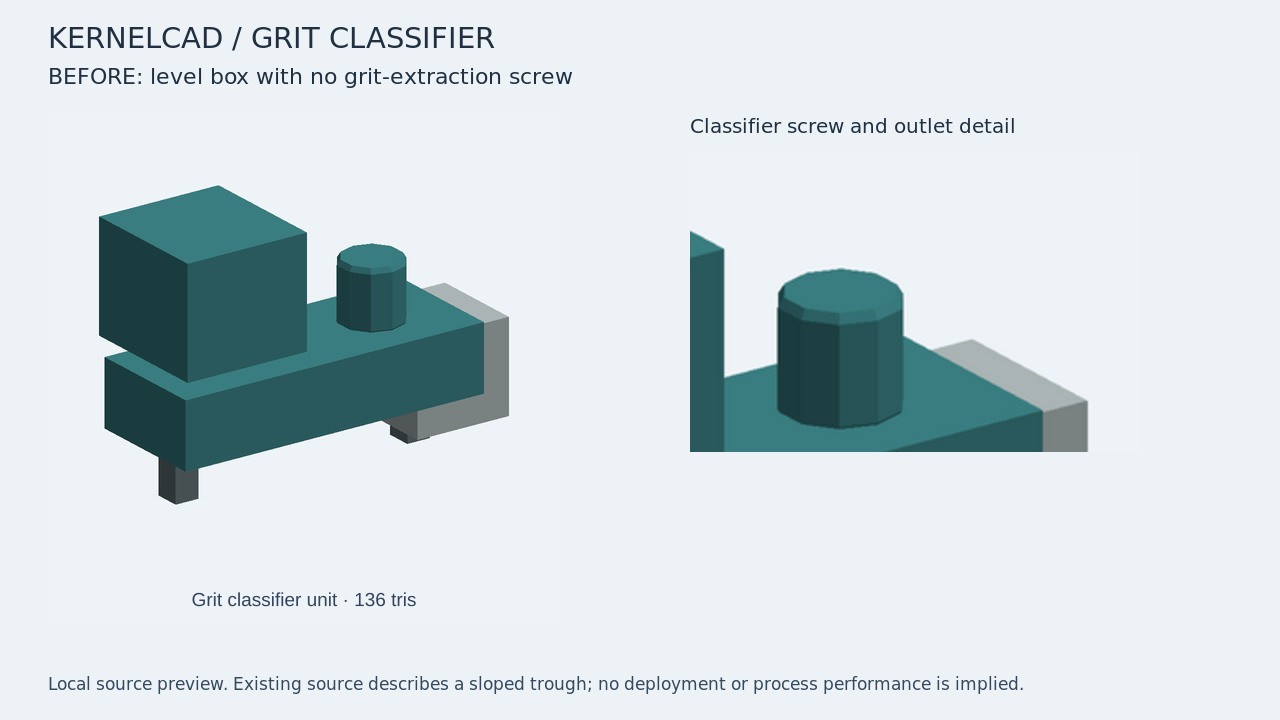 KERNELCAD / GRIT CLASSIFIER
BEFORE: level box with no grit-extraction screw
Classifier screw and outlet detail
Grit classifier unit · 136 tris
Local source preview. Existing source describes a sloped trough; no deployment or process performance is implied.